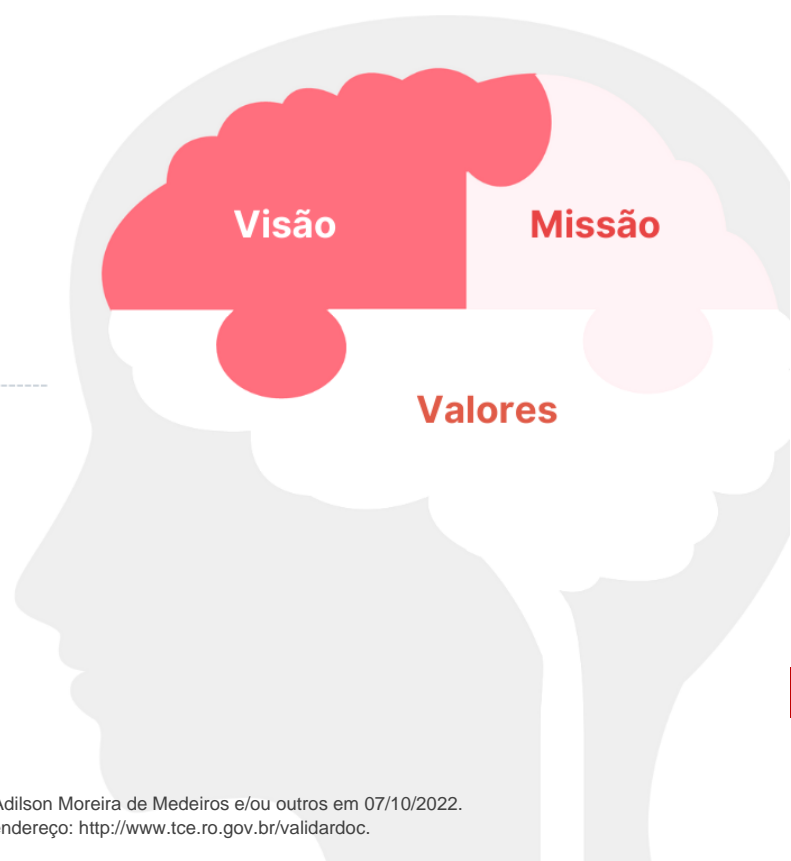 Visão
Missão
Valores
Adilson Moreira de Medeiros e/ou outros em 07/10/2022.
endereço: http://www.tce.ro.gov.br/validardoc.